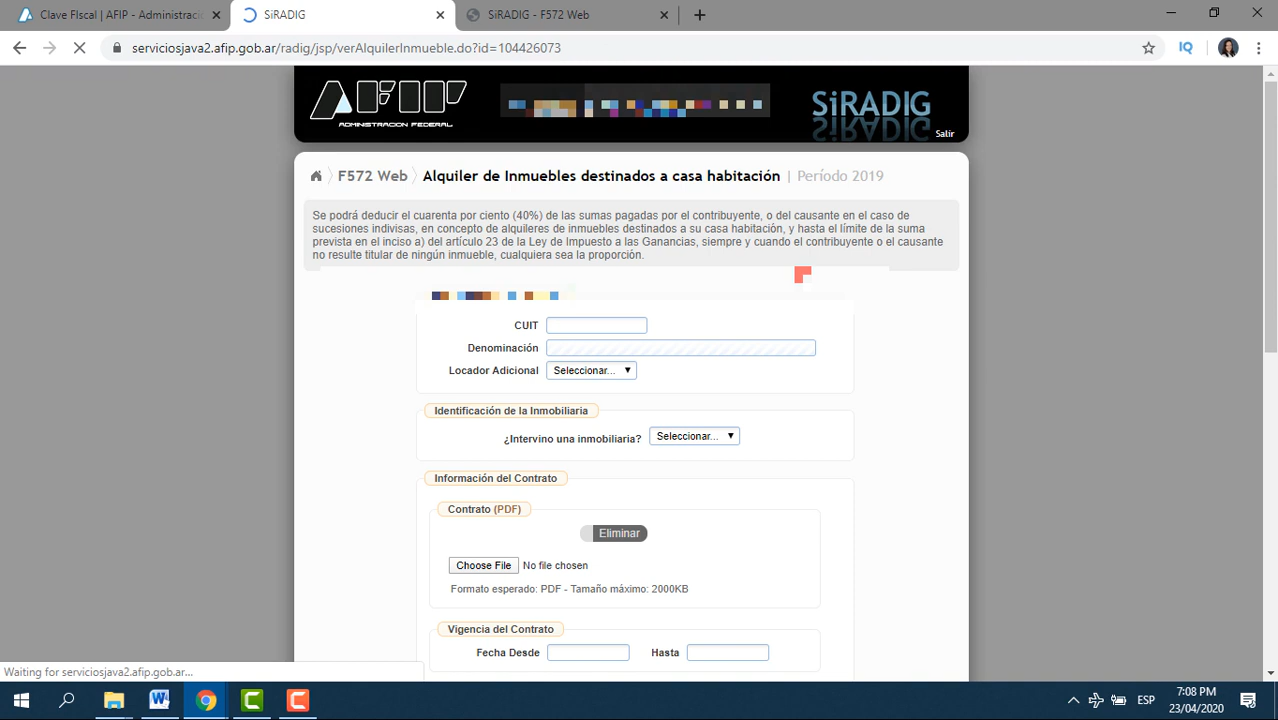 Clave FIscal | AFIP - Administraci
SiRADIG
SiRADIG - F572 Web
serviciosjava2.afip.gob.ar/radig/jsp/verAlquilerInmueble.do?id=104426073
IQ
AFIP
ADMINISTRACION FEDERAL
SiRADIG
Salir
F572 Web
Alquiler de Inmuebles destinados a casa habitación | Período 2019
Se podrá deducir el cuarenta por ciento (40%) de las sumas pagadas por el contribuyente, o del causante en el caso de
sucesiones indivisas, en concepto de alquileres de inmuebles destinados a su casa habitación, y hasta el límite de la suma
prevista en el inciso a) del artículo 23 de la Ley de Impuesto a las Ganancias, siempre y cuando el contribuyente o el causante
no resulte titular de ningún inmueble, cualquiera sea la proporción.
CUIT
Denominación
Locador Adicional Seleccionar...
Identificación de la Inmobiliaria
¿Intervino una inmobiliaria? Seleccionar...
Información del Contrato
Contrato (PDF)
Eliminar
Choose File No file chosen
Formato esperado: PDF - Tamaño máximo: 2000KB
Vigencia del Contrato
Fecha Desde Hasta
Waiting for serviciosjava2.afip.gob.ar...
ESP
7:08 PM
23/04/2020